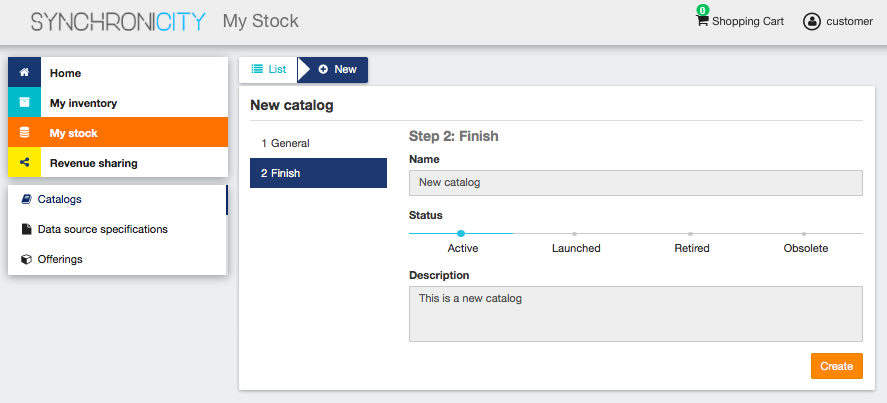 SYNCHRONICITY My Stock
0
Shopping Cart
customer
Home
My inventory
My stock
Revenue sharing
Catalogs
Data source specifications
Offerings
List
New
New catalog
1 General
2 Finish
Step 2: Finish
Name
New catalog
Status
Active Launched Retired Obsolete
Description
This is a new catalog
Create